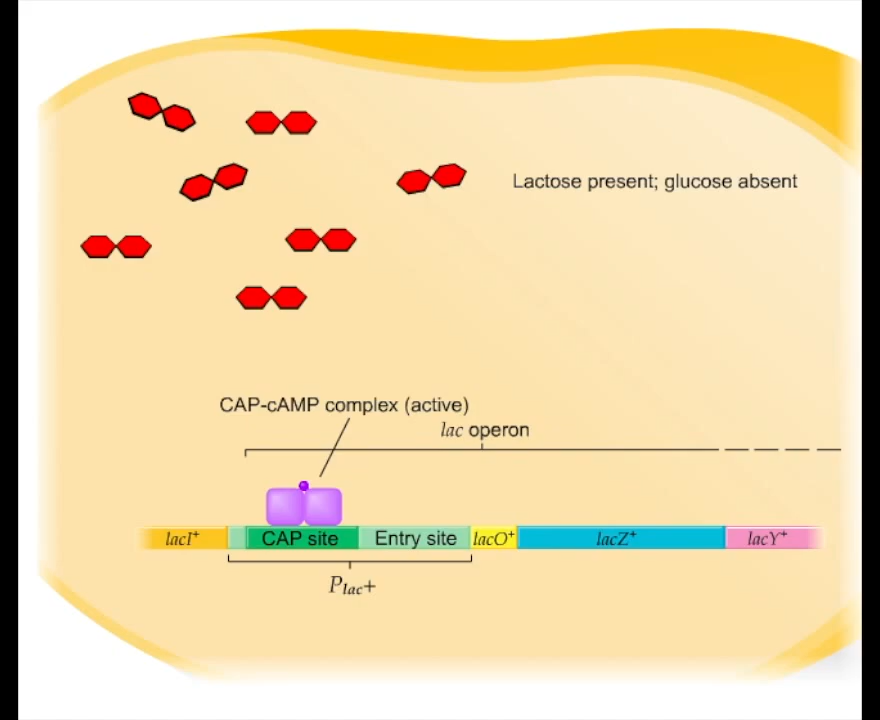 Lactose present; glucose absent
CAP-cAMP complex (active)
lac operon
lacI⁺ CAP site Entry site lacO⁺ lacZ⁺ lacY⁺
Plac+